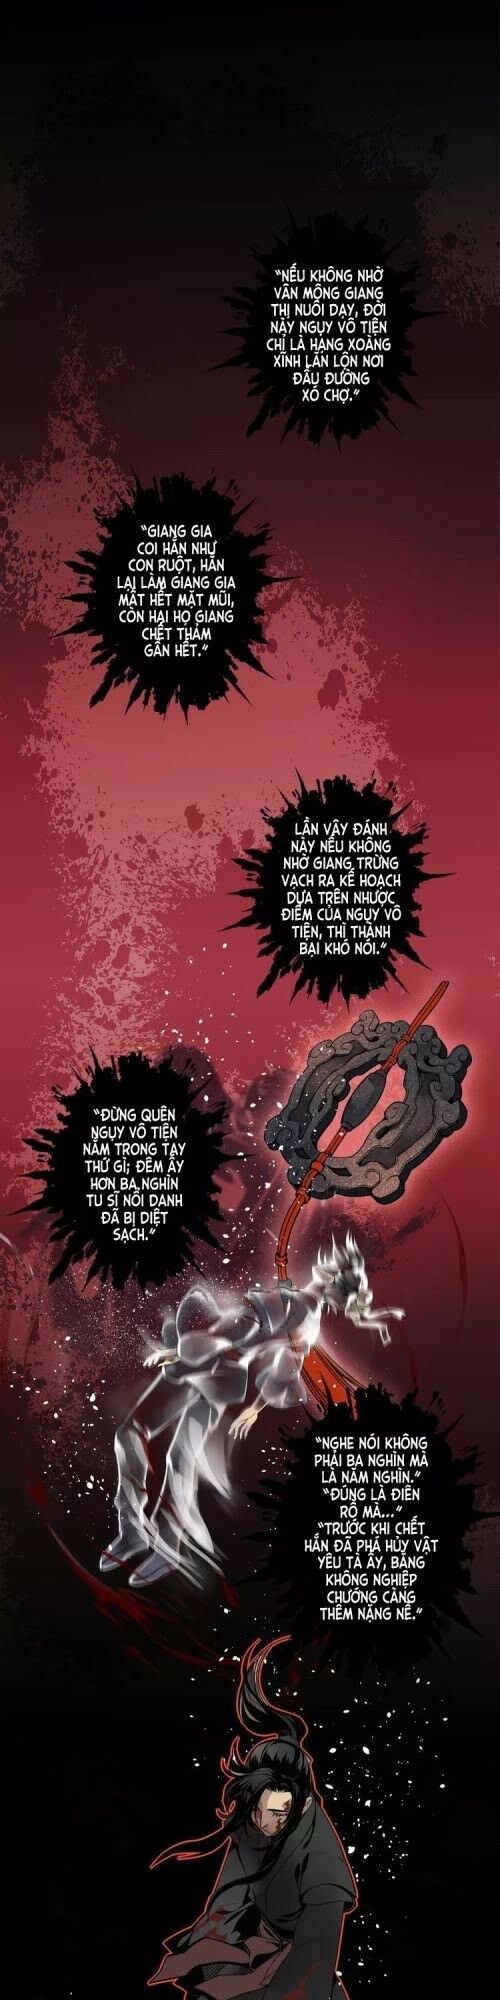 "NẾU KHÔNG NHỜ
VÂN MỘNG GIANG
THỊ NUÔI DẠY, ĐỜI
NÀY NGỤY VÔ TIỆN
CHỈ LÀ HẠNG XOÀNG
XĨNH LĂN LỘN NƠI
ĐẦU ĐƯỜNG
XÓ CHỢ."
"GIANG GIA
COI HẮN NHƯ
CON RUỘT, HẮN
LẠI LÀM GIANG GIA
MẤT HẾT MẶT MŨI,
CÒN HẠI HỌ GIANG
CHẾT THẢM
GẦN HẾT."
LẦN VÂY ĐÁNH
NÀY NẾU KHÔNG
NHỜ GIANG TRỪNG
VẠCH RA KẾ HOẠCH
DỰA TRÊN NHƯỢC
ĐIỂM CỦA NGỤY VÔ
TIỆN, THÌ THÀNH
BẠI KHÓ NÓI."
"ĐỪNG QUÊN
NGỤY VÔ TIỆN
NẮM TRONG TAY
THỨ GÌ; ĐÊM ẤY
HƠN BA NGHÌN
TU SĨ NỔI DANH
ĐÃ BỊ DIỆT
SẠCH."
"NGHE NÓI KHÔNG
PHẢI BA NGHÌN MÀ
LÀ NĂM NGHÌN."
"ĐÚNG LÀ ĐIÊN
RỒ MÀ..."
"TRƯỚC KHI CHẾT
HẮN ĐÃ PHÁ HỦY VẬT
YÊU TÀ ẤY, BẰNG
KHÔNG NGHIỆP
CHƯỚNG CÀNG
THÊM NẶNG NỀ."